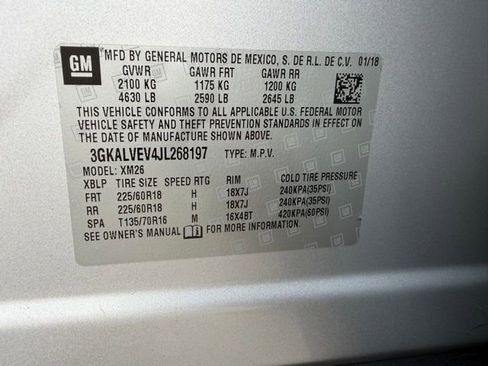 GM
MFD BY GENERAL MOTORS DE MEXICO, S. DE R.L. DE C.V. 01/18
GVWR GAWR FRT GAWR RR
2100 KG 1175 KG 1200 KG
4630 LB 2590 LB 2645 LB
THIS VEHICLE CONFORMS TO ALL APPLICABLE U.S. FEDERAL MOTOR
VEHICLE SAFETY AND THEFT PREVENTION STANDARDS IN EFFECT ON
THE DATE OF MANUFACTURE SHOWN ABOVE.
3GKALVEV4JL268197 TYPE: M.P.V.
MODEL: XM26
XBLP TIRE SIZE SPEED RTG RIM COLD TIRE PRESSURE
FRT 225/60R18 H 18X7J 240KPA(35PSI)
RR 225/60R18 H 18X7J 240KPA(35PSI)
SPA T135/70R16 M 16X4BT 420KPA(60PSI)
SEE OWNER'S MANUAL FOR MORE INFORMATION.